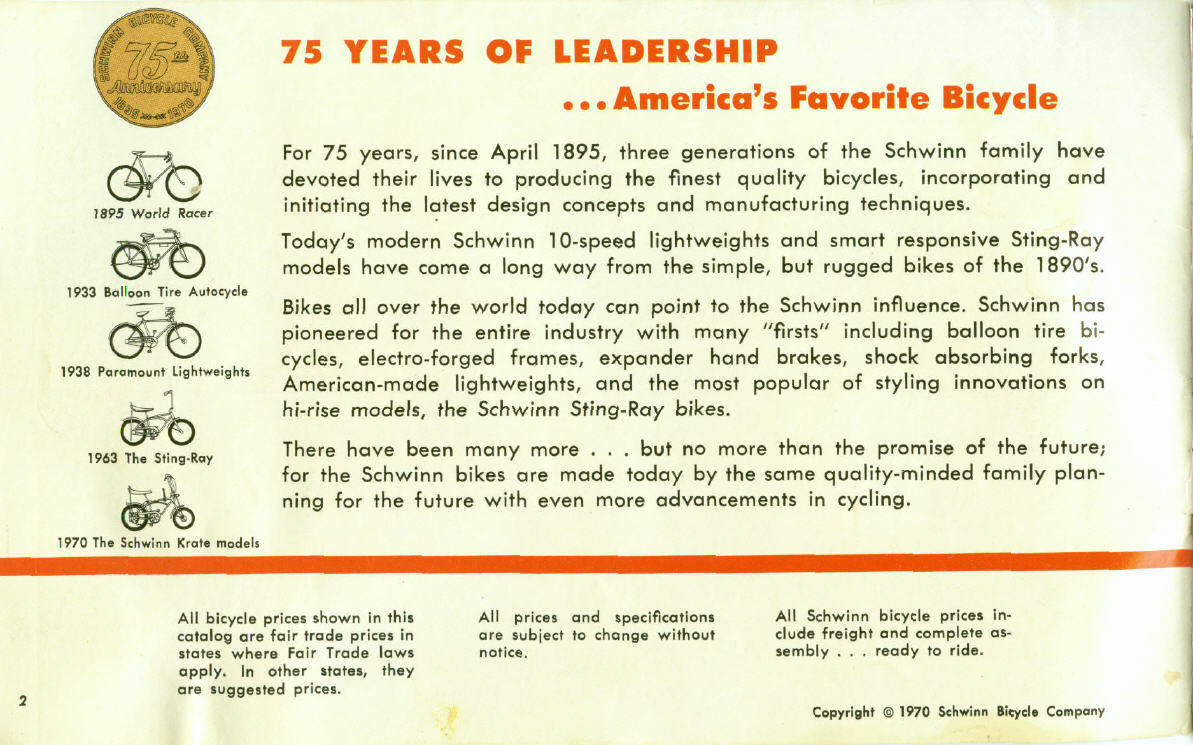 SCHWINN BICYCLE COMPANY
75th
Anniversary
1895 1970
75 YEARS OF LEADERSHIP
...America's Favorite Bicycle
For 75 years, since April 1895, three generations of the Schwinn family have
devoted their lives to producing the finest quality bicycles, incorporating and
initiating the latest design concepts and manufacturing techniques.
Today's modern Schwinn 10-speed lightweights and smart responsive Sting-Ray
models have come a long way from the simple, but rugged bikes of the 1890's.
Bikes all over the world today can point to the Schwinn influence. Schwinn has
pioneered for the entire industry with many "firsts" including balloon tire bi-
cycles, electro-forged frames, expander hand brakes, shock absorbing forks,
American-made lightweights, and the most popular of styling innovations on
hi-rise models, the Schwinn Sting-Ray bikes.
There have been many more . . . but no more than the promise of the future;
for the Schwinn bikes are made today by the same quality-minded family plan-
ning for the future with even more advancements in cycling.
1895 World Racer
1933 Balloon Tire Autocycle
1938 Paramount Lightweights
1963 The Sting-Ray
1970 The Schwinn Krate models
All bicycle prices shown in this
catalog are fair trade prices in
states where Fair Trade laws
apply. In other states, they
are suggested prices.
All prices and specifications
are subject to change without
notice.
All Schwinn bicycle prices in-
clude freight and complete as-
sembly . . . ready to ride.
2
Copyright © 1970 Schwinn Bicycle Company